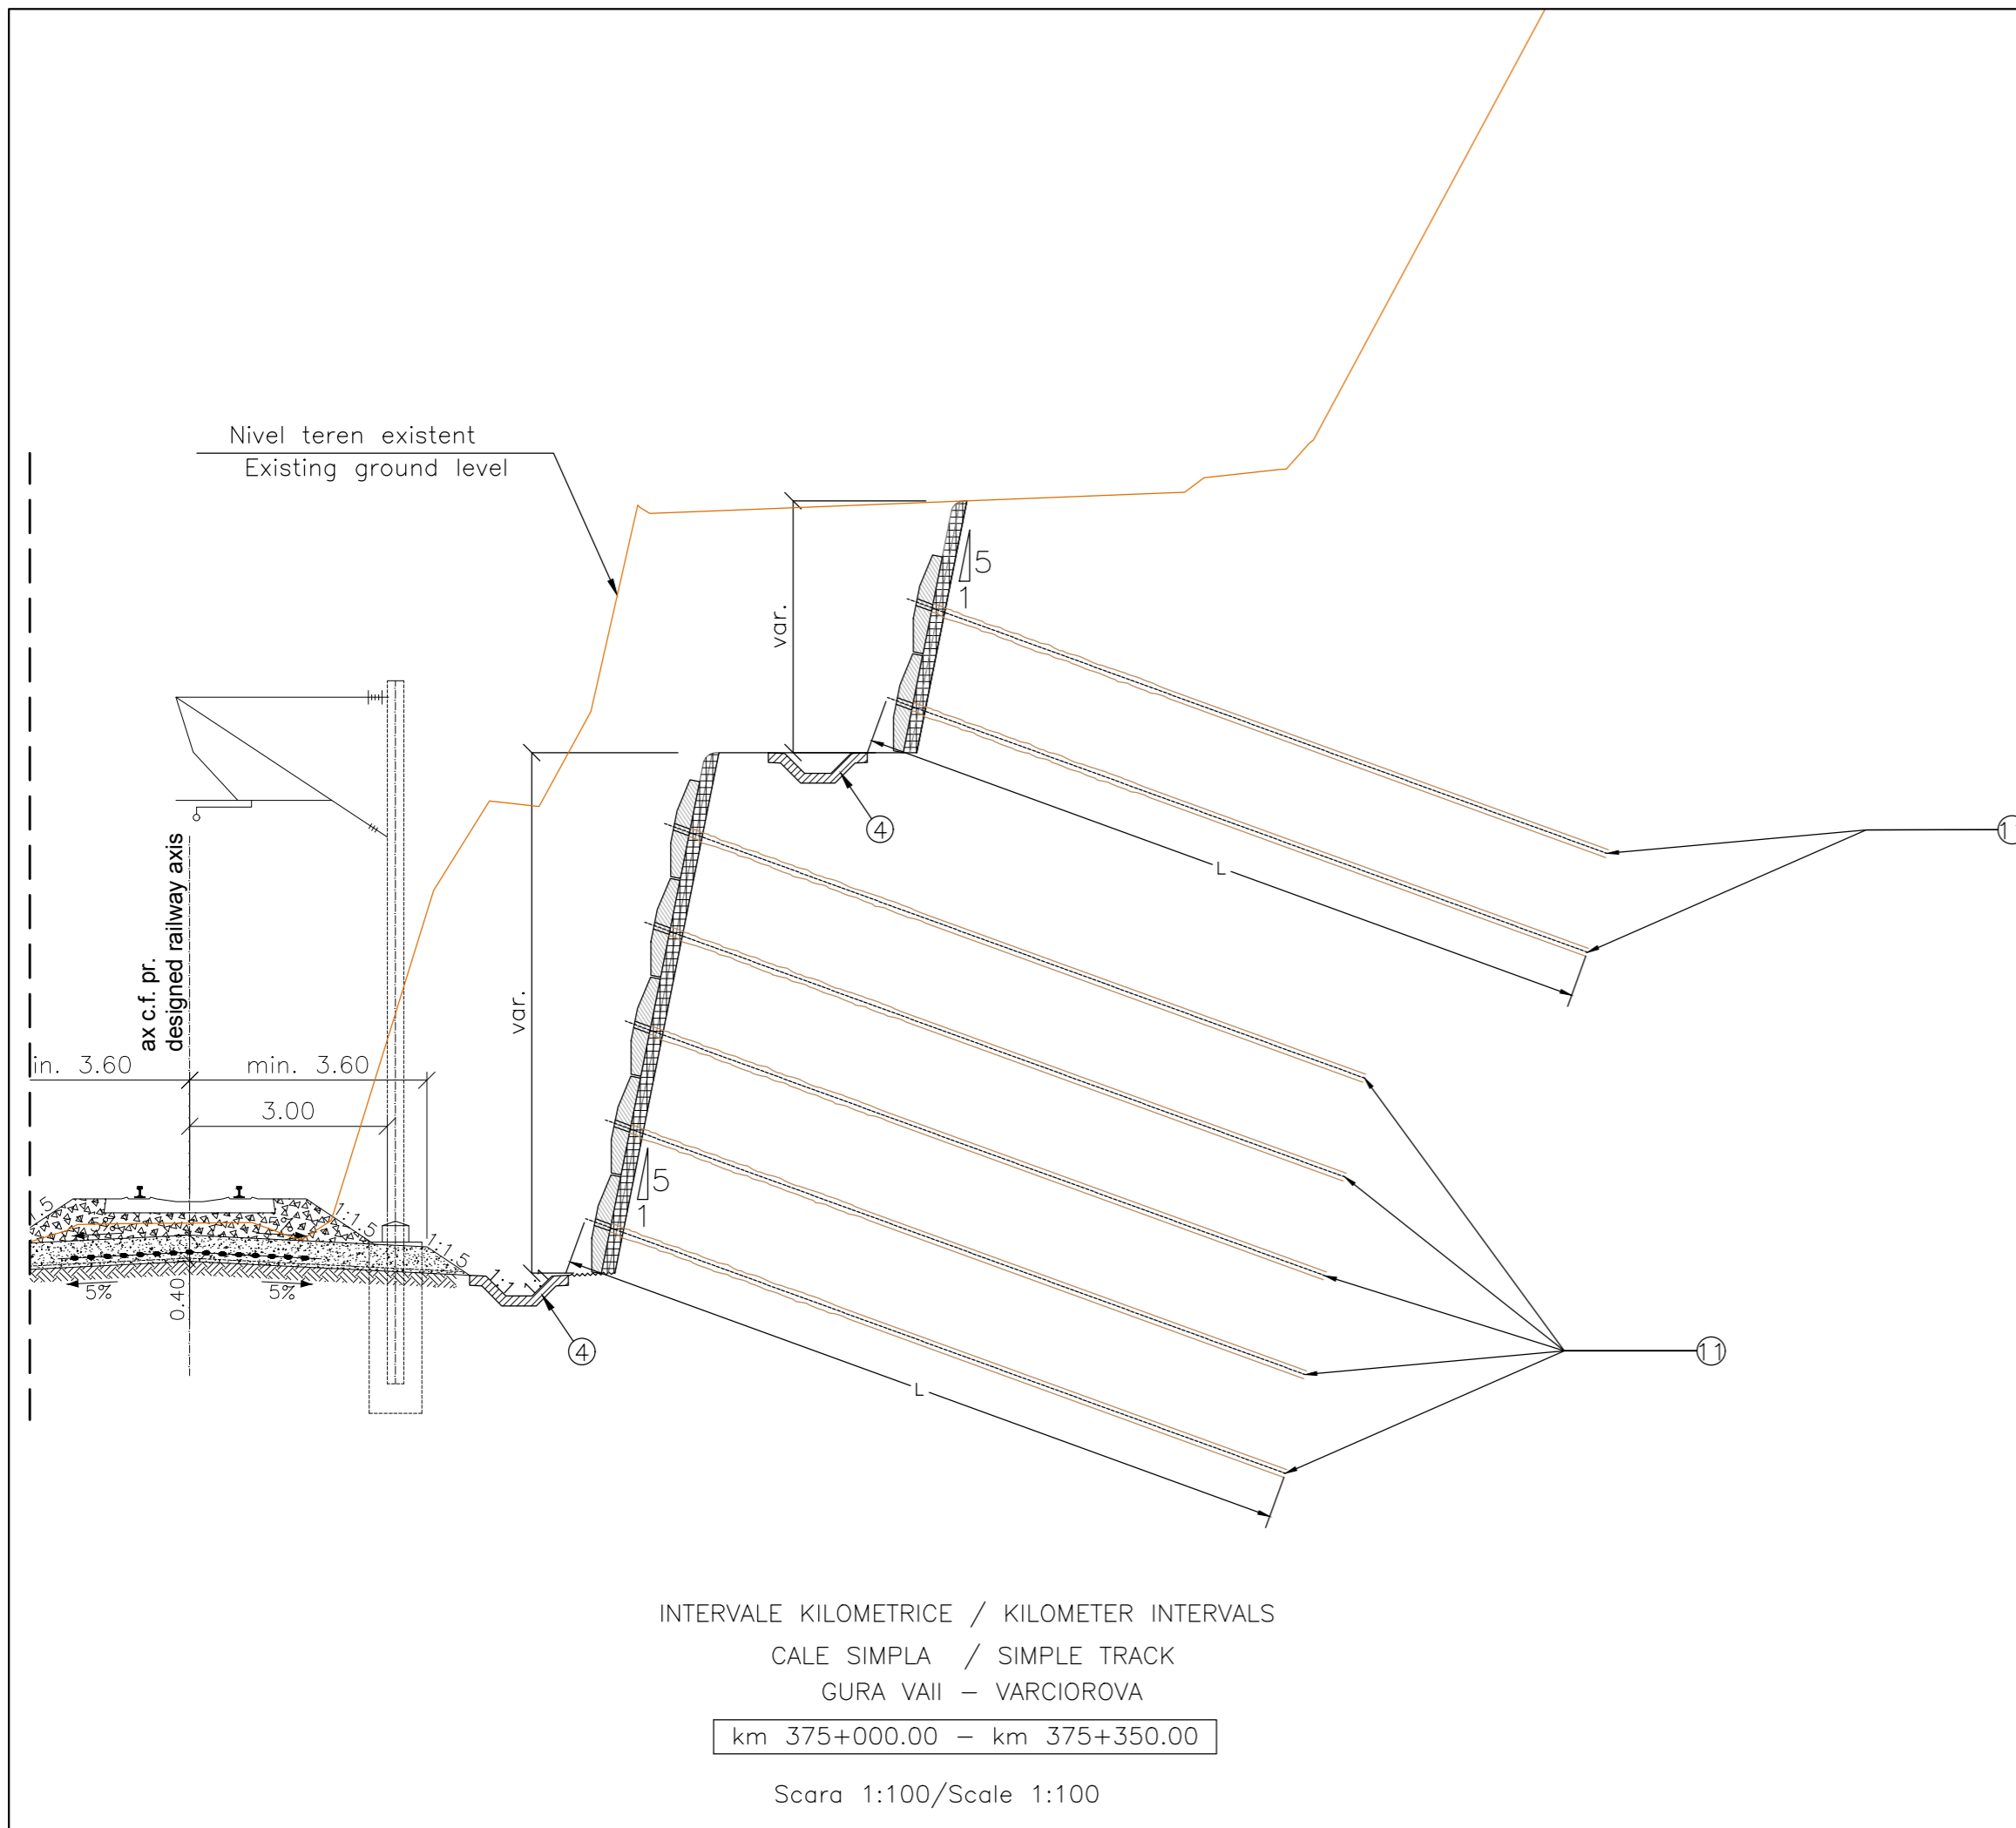 Nivel teren existent
Existing ground level
var.
5
1
4
L
ax c.f. pr.
designed railway axis
var.
in. 3.60
min. 3.60
3.00
5
1
1:1.5
1:1.5
5%
5%
0.40
1:1
1:1
4
L
11
INTERVALE KILOMETRICE / KILOMETER INTERVALS
CALE SIMPLA / SIMPLE TRACK
GURA VAII – VARCIOROVA
km 375+000.00 – km 375+350.00
Scara 1:100/Scale 1:100